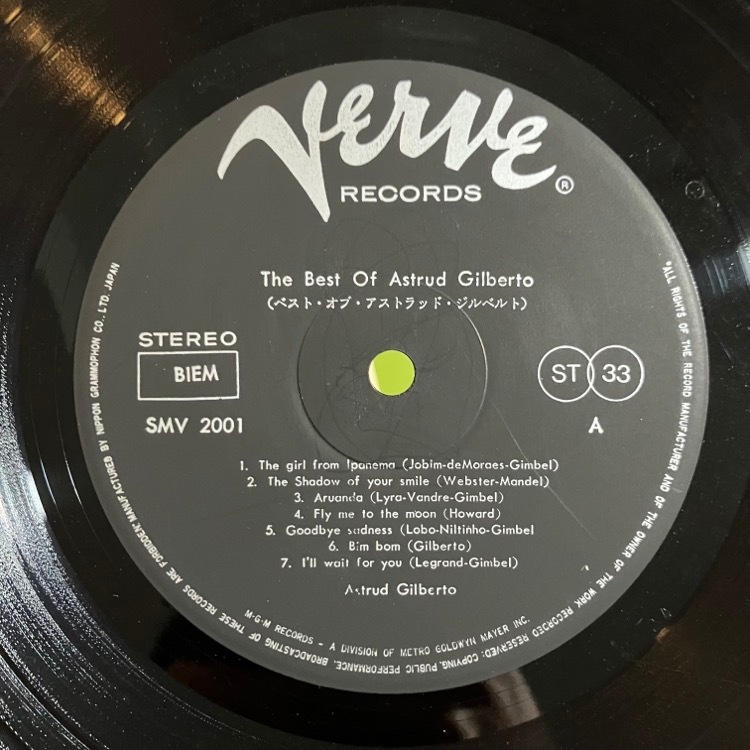 VERVE
RECORDS ®
The Best Of Astrud Gilberto
(ベスト・オブ・アストラッド・ジルベルト)
STEREO
BIEM
SMV 2001
ST 33
A
1. The girl from Ipanema (Jobim-deMoraes-Gimbel)
2. The Shadow of your smile (Webster-Mandel)
3. Aruanda (Lyra-Vandre-Gimbel)
4. Fly me to the moon (Howard)
5. Goodbye sadness (Lobo-Niltinho-Gimbel
6. Bim bom (Gilberto)
7. I'll wait for you (Legrand-Gimbel)
Astrud Gilberto
M-G-M RECORDS - A DIVISION OF METRO GOLDWYN MAYER INC.
"ALL RIGHTS OF THE RECORD MANUFACTURER AND OF THE OWNER OF THE WORK RECORDED RESERVED: COPYING, PUBLIC PERFORMANCE, BROADCASTING OF THESE RECORDS ARE FORBIDDEN" MANUFACTURED BY NIPPON GRAMMOPHON CO., LTD. JAPAN